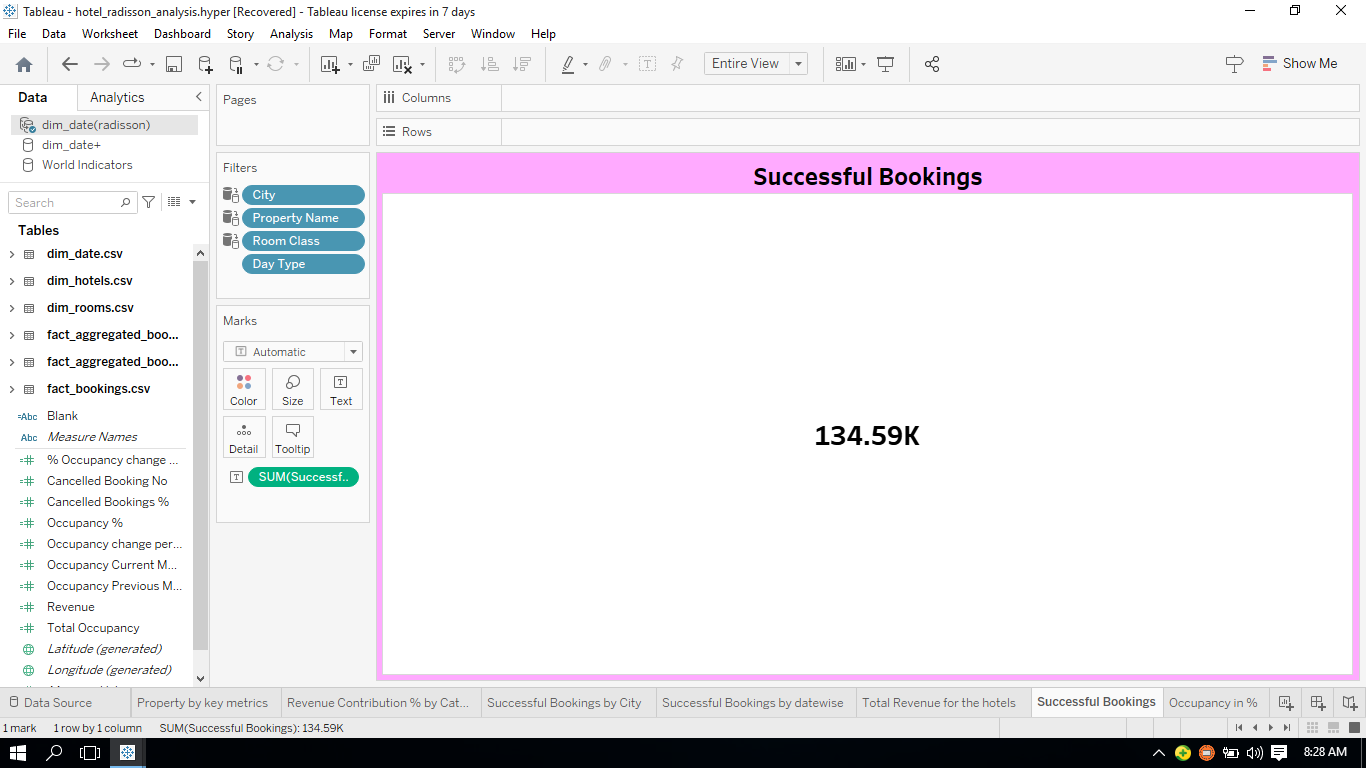 Tableau - hotel_radisson_analysis.hyper [Recovered] - Tableau license expires in 7 days
File Data Worksheet Dashboard Story Analysis Map Format Server Window Help
Entire View
Show Me
Data Analytics
dim_date(radisson)
dim_date+
World Indicators
Search
Tables
dim_date.csv
dim_hotels.csv
dim_rooms.csv
fact_aggregated_boo...
fact_aggregated_boo...
fact_bookings.csv
=Abc Blank
Abc Measure Names
=# % Occupancy change ...
=# Cancelled Booking No
=# Cancelled Bookings %
=# Occupancy %
=# Occupancy change per...
=# Occupancy Current M...
=# Occupancy Previous M...
=# Revenue
=# Total Occupancy
Latitude (generated)
Longitude (generated)
Pages
Filters
City
Property Name
Room Class
Day Type
Marks
T Automatic
Color Size Text
Detail Tooltip
T SUM(Successf..
Columns
Rows
Successful Bookings
134.59K
Data Source Property by key metrics Revenue Contribution % by Cat... Successful Bookings by City Successful Bookings by datewise Total Revenue for the hotels Successful Bookings Occupancy in %
1 mark 1 row by 1 column SUM(Successful Bookings): 134.59K
8:28 AM